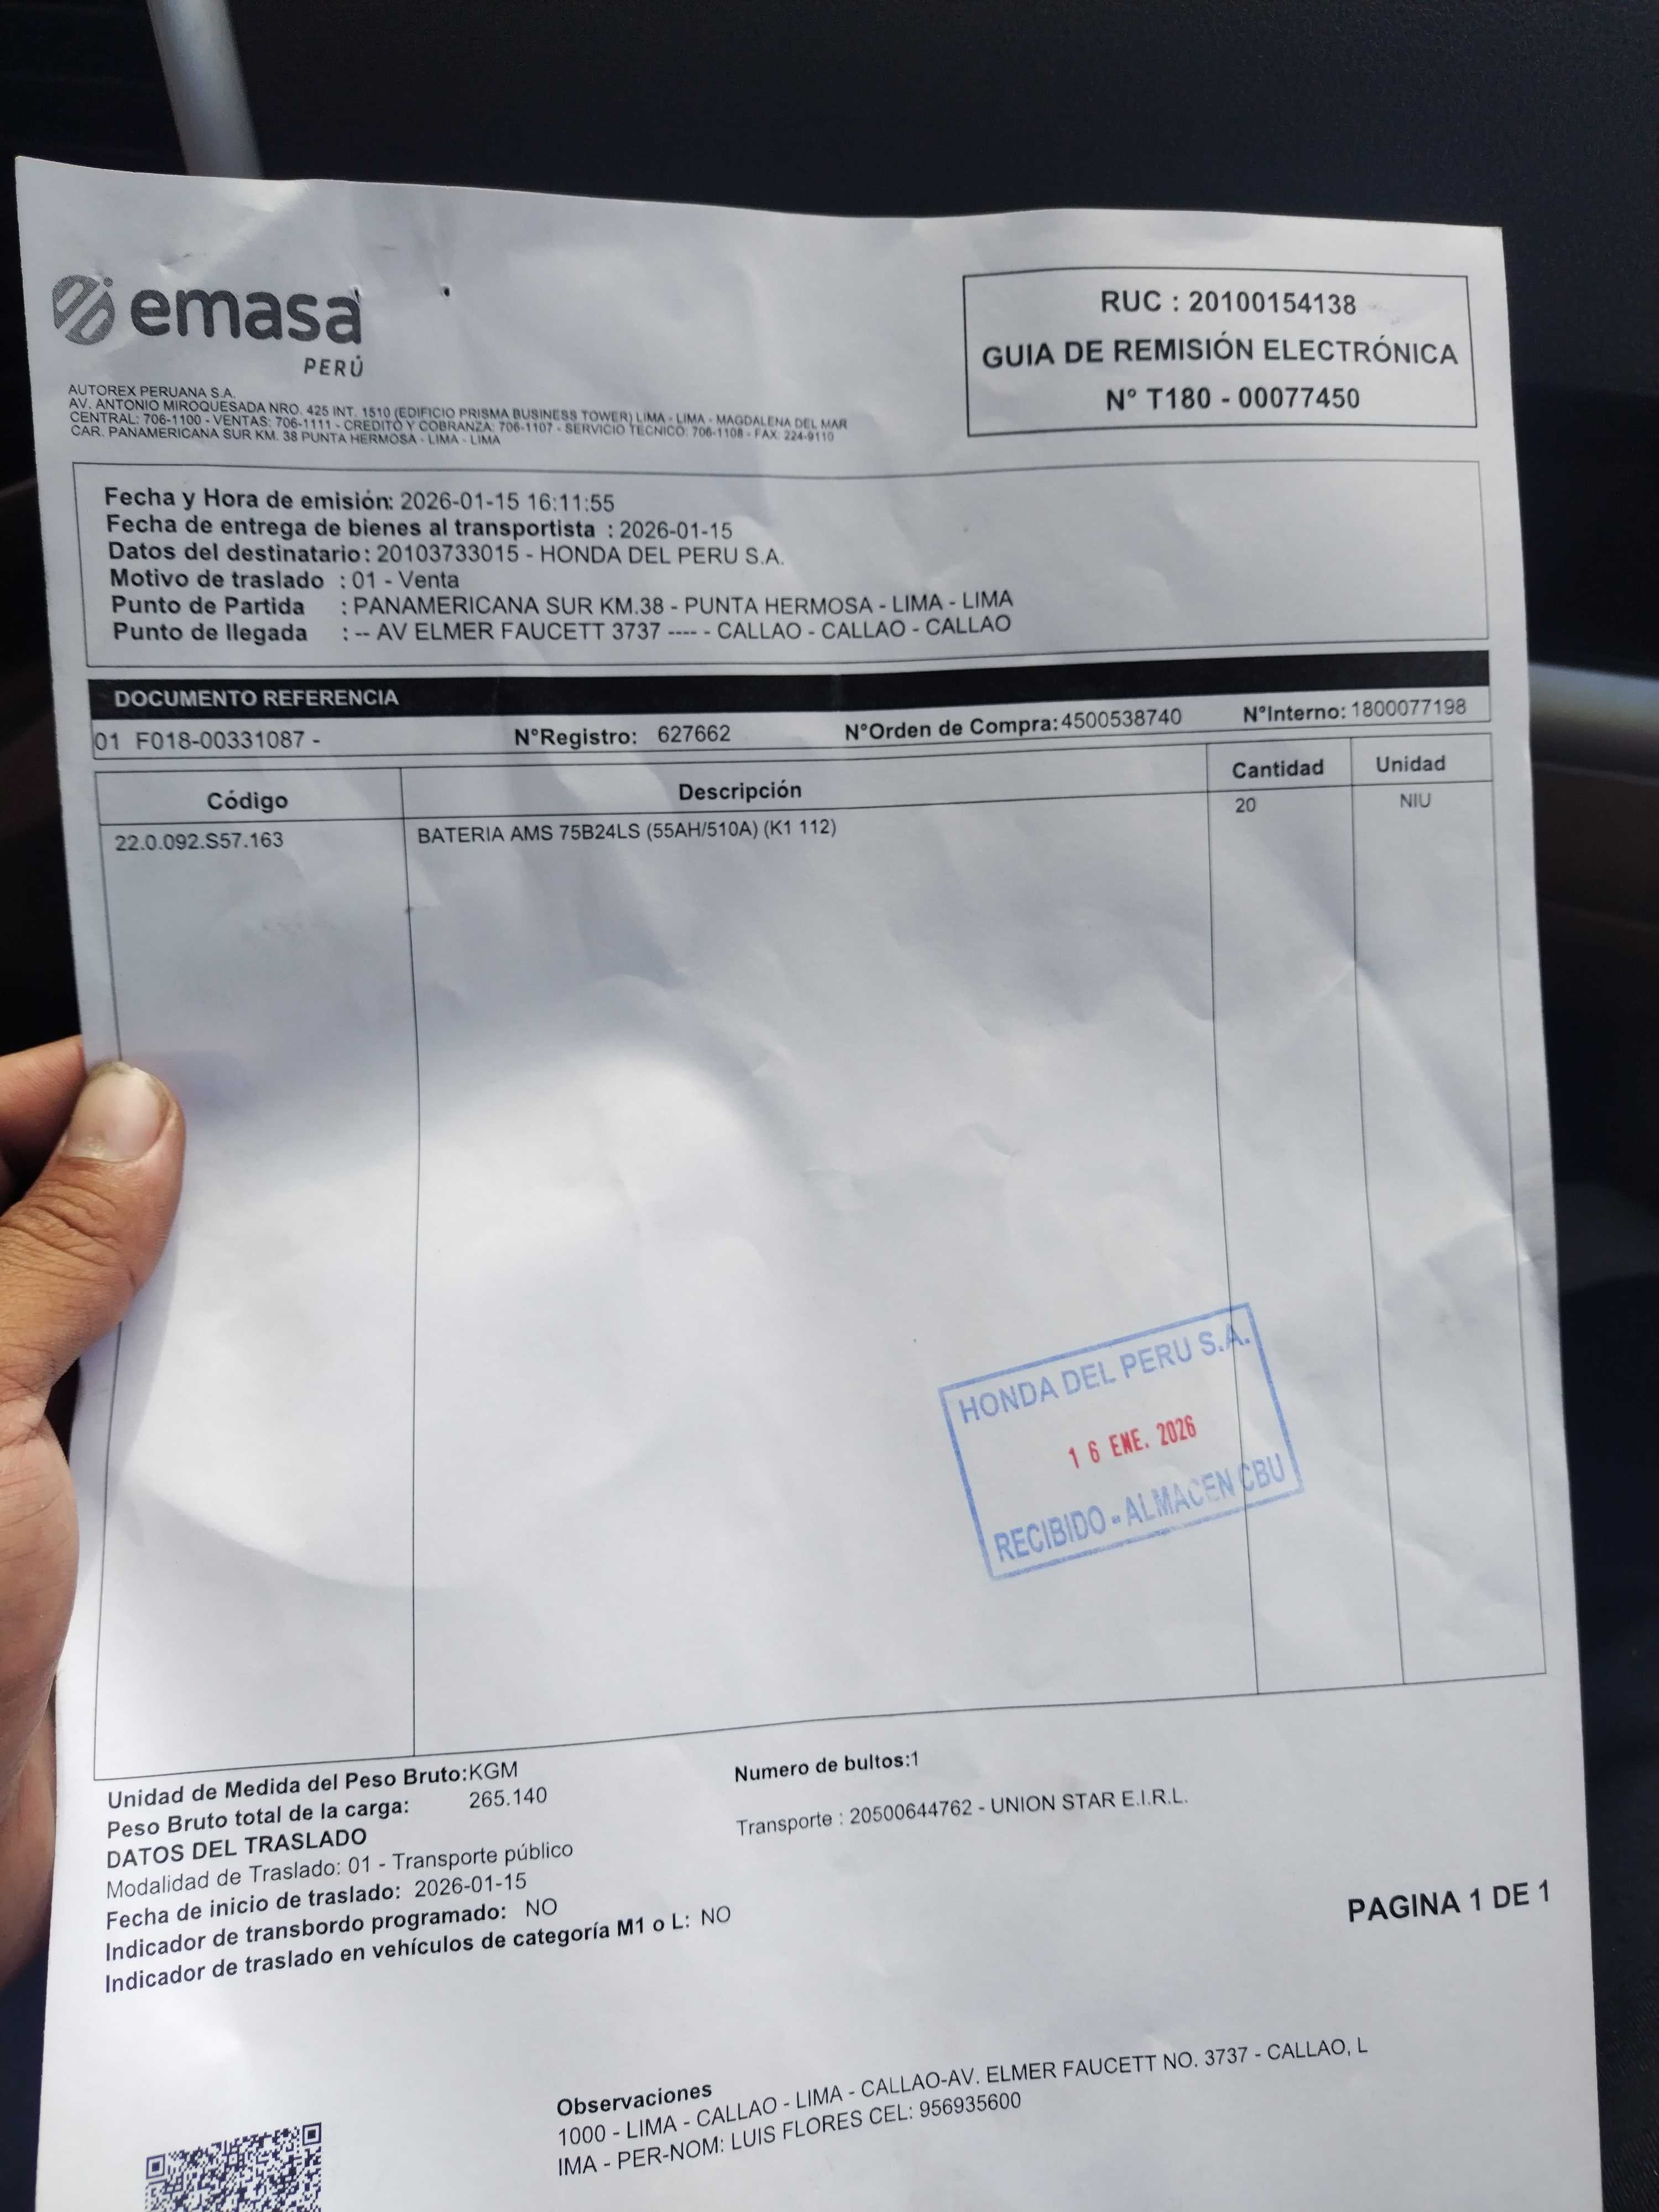 emasa
PERÚ
AUTOREX PERUANA S.A.
AV. ANTONIO MIROQUESADA NRO. 425 INT. 1510 (EDIFICIO PRISMA BUSINESS TOWER) LIMA - LIMA - MAGDALENA DEL MAR
CENTRAL: 706-1100 - VENTAS: 706-1111 - CREDITO Y COBRANZA: 706-1107 - SERVICIO TECNICO: 706-1108 - FAX: 224-9110
CAR. PANAMERICANA SUR KM. 38 PUNTA HERMOSA - LIMA - LIMA
RUC : 20100154138
GUIA DE REMISIÓN ELECTRÓNICA
N° T180 - 00077450
Fecha y Hora de emisión: 2026-01-15 16:11:55
Fecha de entrega de bienes al transportista : 2026-01-15
Datos del destinatario: 20103733015 - HONDA DEL PERU S.A.
Motivo de traslado : 01 - Venta
Punto de Partida : PANAMERICANA SUR KM.38 - PUNTA HERMOSA - LIMA - LIMA
Punto de llegada : -- AV ELMER FAUCETT 3737 ---- - CALLAO - CALLAO - CALLAO
DOCUMENTO REFERENCIA
01 F018-00331087 - N°Registro: 627662 N°Orden de Compra:4500538740 N°Interno: 1800077198
Código Descripción Cantidad Unidad
22.0.092.S57.163 BATERIA AMS 75B24LS (55AH/510A) (K1 112) 20 NIU
HONDA DEL PERU S.A.
16 ENE. 2026
RECIBIDO - ALMACEN CBU
Unidad de Medida del Peso Bruto:KGM Numero de bultos:1
Peso Bruto total de la carga: 265.140
DATOS DEL TRASLADO Transporte : 20500644762 - UNION STAR E.I.R.L.
Modalidad de Traslado: 01 - Transporte público
Fecha de inicio de traslado: 2026-01-15
Indicador de transbordo programado: NO
Indicador de traslado en vehículos de categoría M1 o L: NO
PAGINA 1 DE 1
Observaciones
1000 - LIMA - CALLAO - LIMA - CALLAO-AV. ELMER FAUCETT NO. 3737 - CALLAO, L
IMA - PER-NOM: LUIS FLORES CEL: 956935600